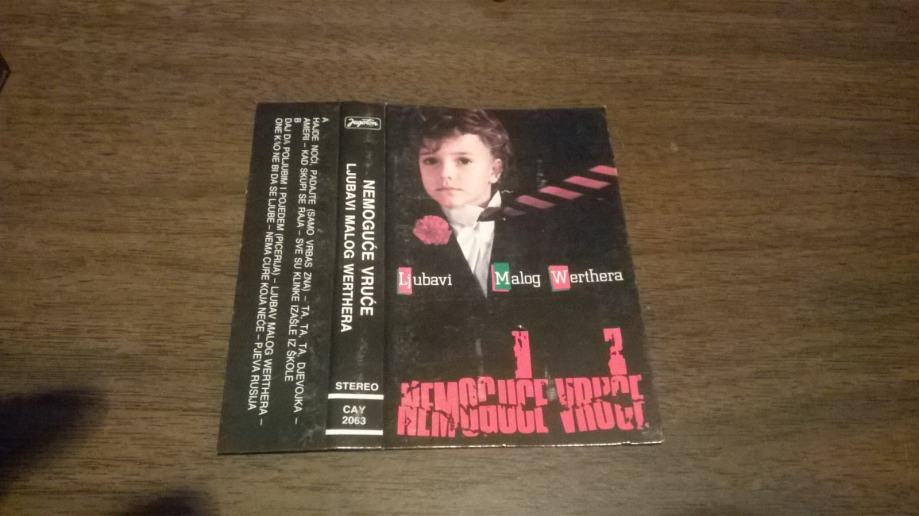 A
HAJDE NOĆI, PADAJTE (SAMO VRBAS ZNA) – TA, TA, TA, DJEVOJKA –
AMERI – KAD SKUPI SE RAJA – SVE SU KLINKE IZAŠLE IZ ŠKOLE
B
DAJ DA POLJUBIM I POJEDEM (PICERIJA) – LJUBAV MALOG WERTHERA –
ONE KAO NE BI DA SE LJUBE – NEMA CURE KOJA NEĆE – PJEVA RUSIJA
Jugoton
NEMOGUĆE VRUĆE
LJUBAVI MALOG WERTHERA
STEREO
CAY
2063
Ljubavi Malog Werthera
NEMOGUĆE VRUĆE